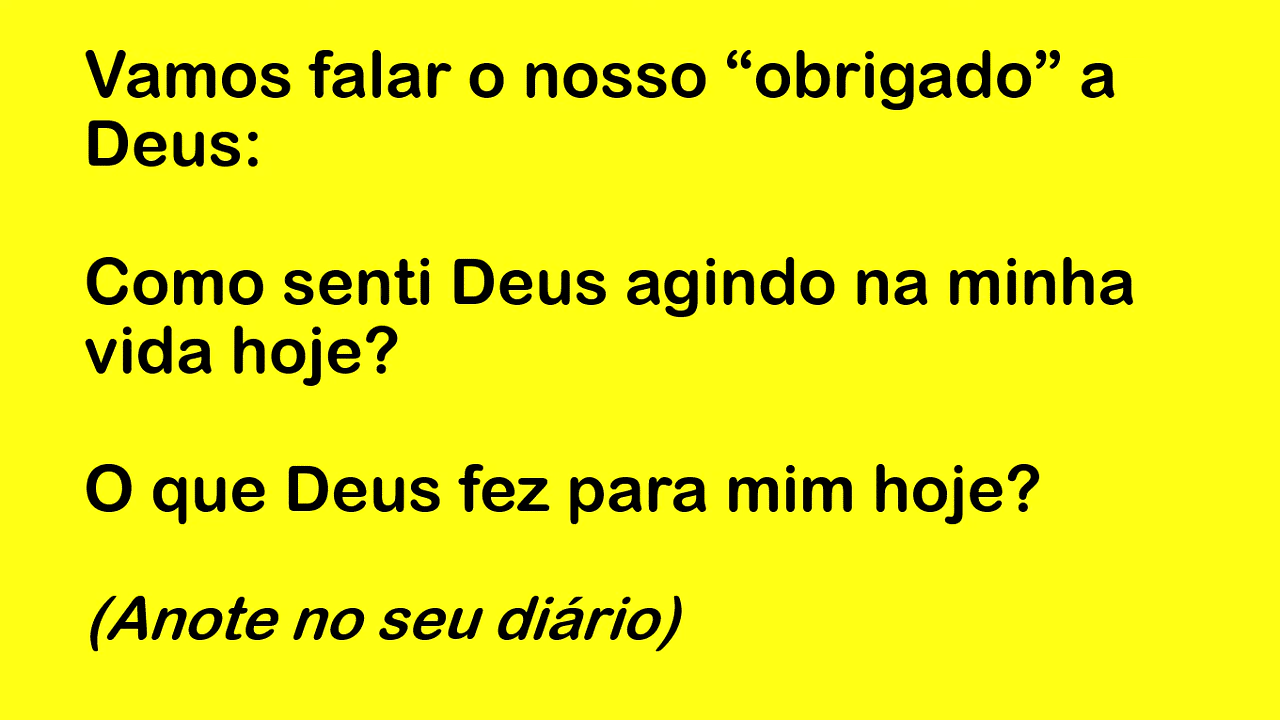 Vamos falar o nosso “obrigado” a
Deus:
Como senti Deus agindo na minha
vida hoje?
O que Deus fez para mim hoje?
(Anote no seu diário)